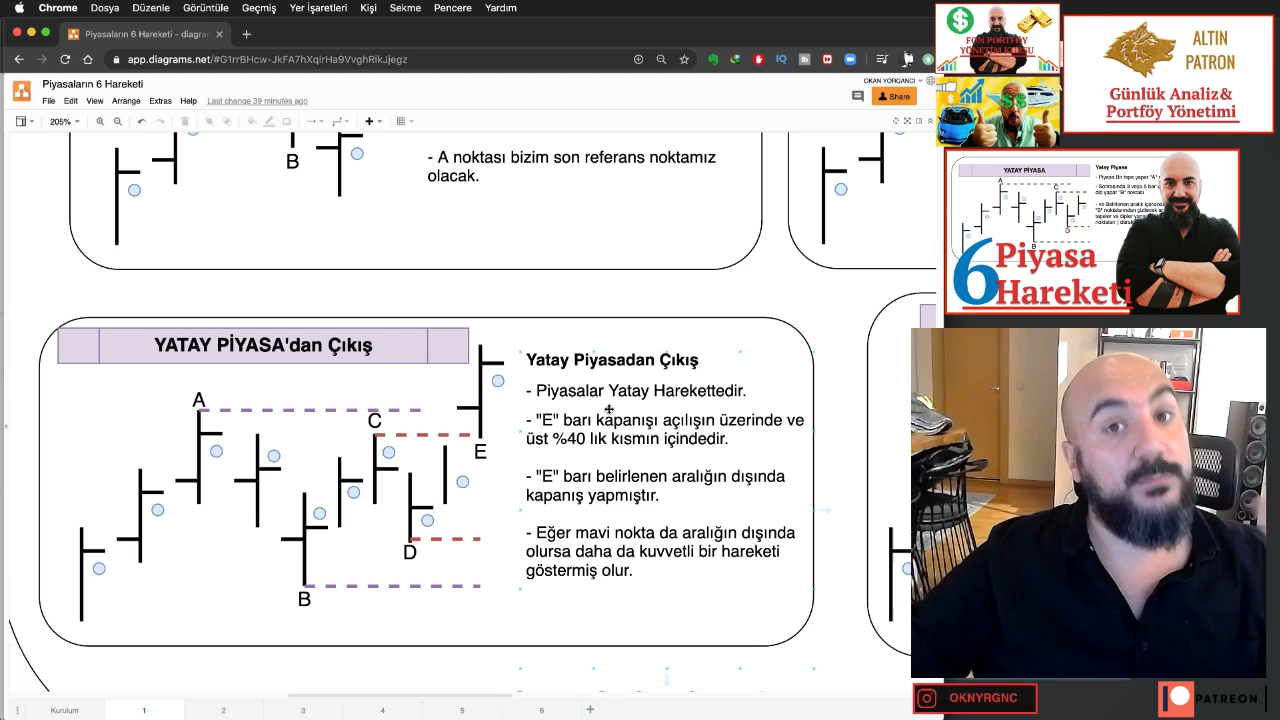 Chrome Dosya Düzenle Görüntüle Geçmiş Yer İşaretleri Kişi Sekme Pencere Yardım
Piyasaların 6 Hareketi - diagra
app.diagrams.net/#G1rrBHcw-JkFA7hXqrHa9VvghRikJjegz
Piyasaların 6 Hareketi
OKAN YORGANCI
File Edit View Arrange Extras Help Last change 39 minutes ago
Share
205%
B
- A noktası bizim son referans noktamız
olacak.
YATAY PİYASA'dan Çıkış
A
B
C
D
E
Yatay Piyasadan Çıkış
- Piyasalar Yatay Harekettedir.
- "E" barı kapanışı açılışın üzerinde ve
üst %40 lık kısmın içindedir.
- "E" barı belirlenen aralığın dışında
kapanış yapmıştır.
- Eğer mavi nokta da aralığın dışında
olursa daha da kuvvetli bir hareketi
göstermiş olur.
Kurulum 1 2 4 5 6
FON PORTFÖY
YÖNETİM KURSU
ALTIN
PATRON
Günlük Analiz&
Portföy Yönetimi
YATAY PİYASA
Yatay Piyasa
A
C
D
B
6 Piyasa
Hareketi
OKNYRGNC
PATREON